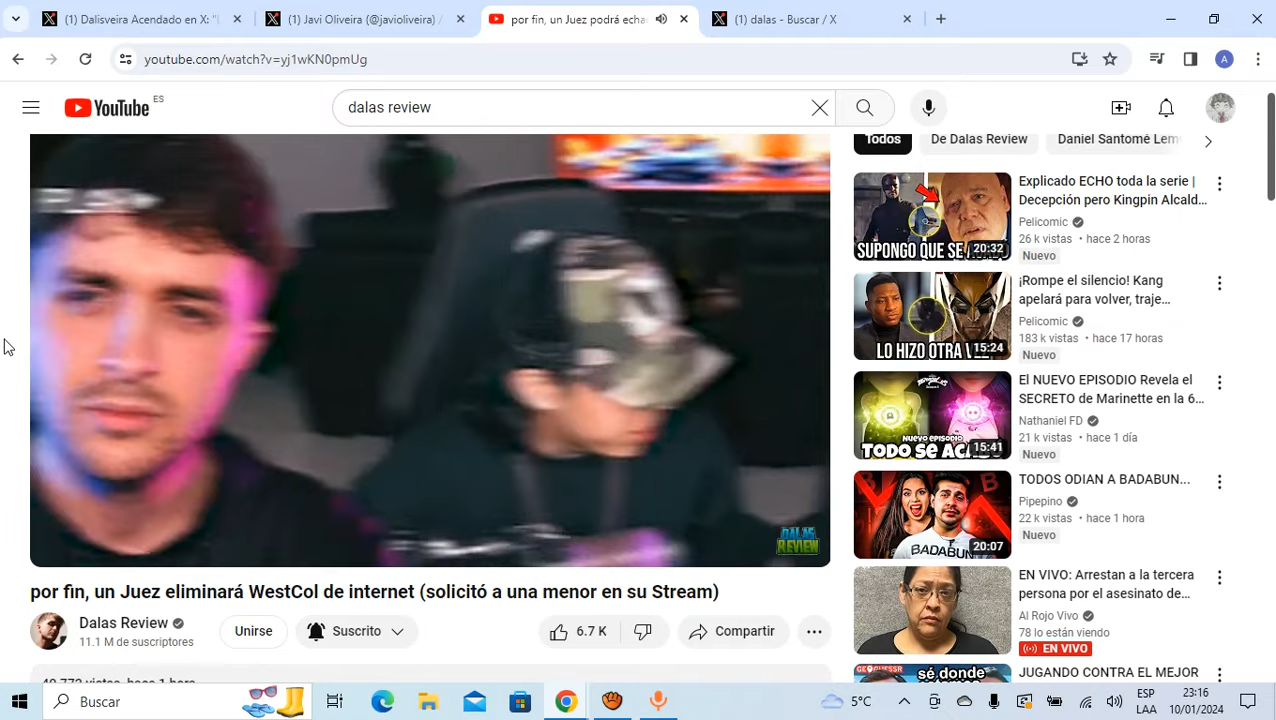 Dalisveira Acendado en X: "L
(1) Javi Oliveira (@javioliveira) /
por fin, un Juez podrá echa
(1) dalas - Buscar / X
youtube.com/watch?v=yj1wKN0pmUg
A
YouTube ES
dalas review
Todos
De Dalas Review
Daniel Santomé Lem
DALAS REVIEW
por fin, un Juez eliminará WestCol de internet (solicitó a una menor en su Stream)
Dalas Review
11.1 M de suscriptores
Unirse
Suscrito
6.7 K
Compartir
SUPONGO QUE SE
20:32
Explicado ECHO toda la serie |
Decepción pero Kingpin Alcald...
Pelicomic
26 k vistas • hace 2 horas
Nuevo
LO HIZO OTRA VEZ
15:24
¡Rompe el silencio! Kang
apelará para volver, traje...
Pelicomic
183 k vistas • hace 17 horas
Nuevo
NUEVO EPISODIO
TODO SE ACA
15:41
El NUEVO EPISODIO Revela el
SECRETO de Marinette en la 6...
Nathaniel FD
21 k vistas • hace 1 día
Nuevo
BADABUN
20:07
TODOS ODIAN A BADABUN...
Pipepino
22 k vistas • hace 1 hora
Nuevo
EN VIVO: Arrestan a la tercera
persona por el asesinato de...
Al Rojo Vivo
78 lo están viendo
EN VIVO
GEOGUESSR
sé donde
JUGANDO CONTRA EL MEJOR
Buscar
5°C
ESP
LAA
23:16
10/01/2024